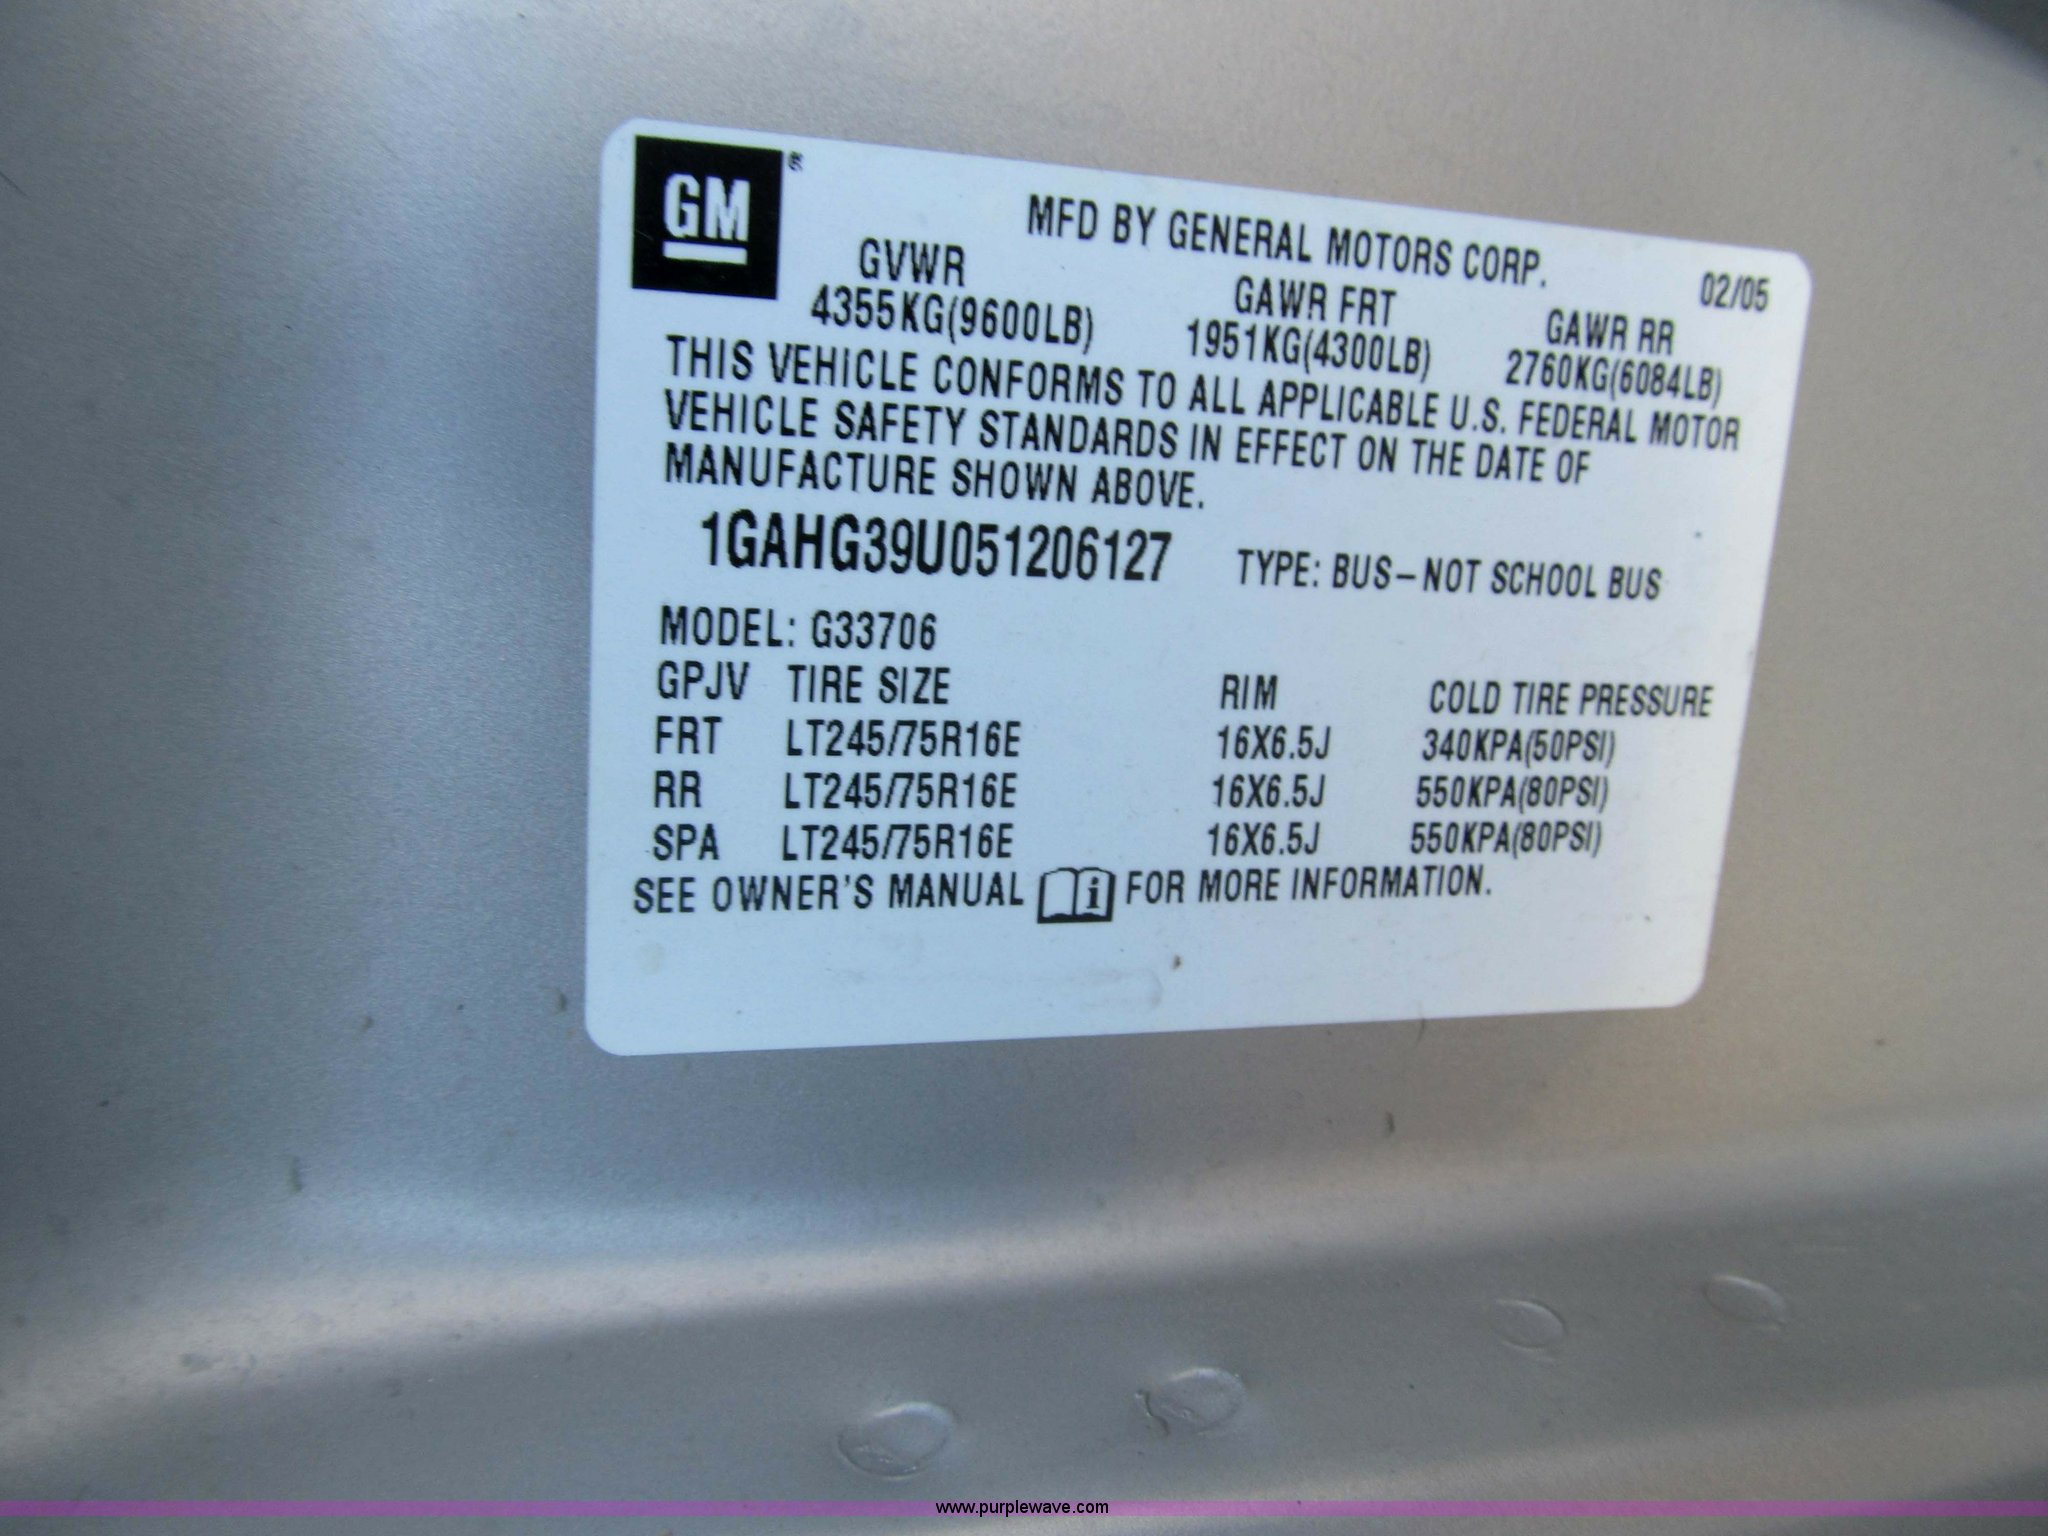 GM
MFD BY GENERAL MOTORS CORP.
02/05
GVWR
GAWR FRT
GAWR RR
4355KG(9600LB)
1951KG(4300LB)
2760KG(6084LB)
THIS VEHICLE CONFORMS TO ALL APPLICABLE U.S. FEDERAL MOTOR
VEHICLE SAFETY STANDARDS IN EFFECT ON THE DATE OF
MANUFACTURE SHOWN ABOVE.
1GAHG39U051206127 TYPE: BUS-NOT SCHOOL BUS
MODEL: G33706
GPJV TIRE SIZE RIM COLD TIRE PRESSURE
FRT LT245/75R16E 16X6.5J 340KPA(50PSI)
RR LT245/75R16E 16X6.5J 550KPA(80PSI)
SPA LT245/75R16E 16X6.5J 550KPA(80PSI)
SEE OWNER'S MANUAL i FOR MORE INFORMATION.
www.purplewave.com